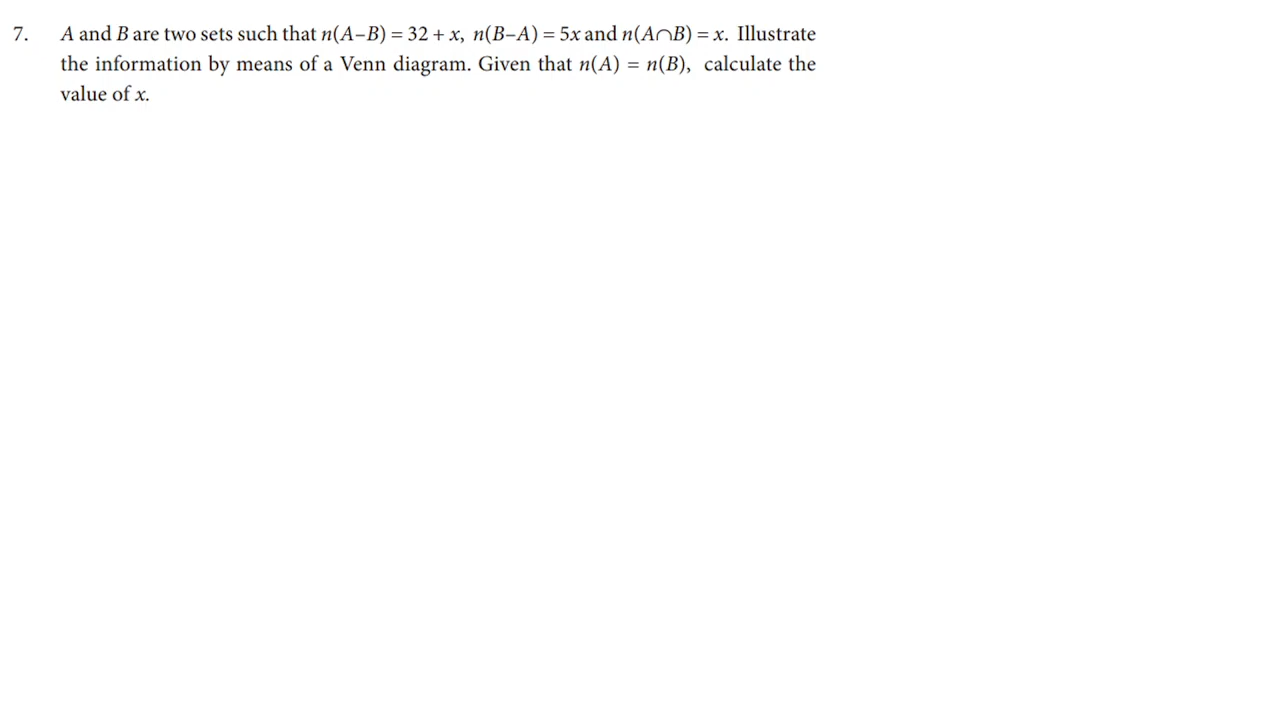 7. A and B are two sets such that n(A–B) = 32 + x, n(B–A) = 5x and n(A∩B) = x. Illustrate
the information by means of a Venn diagram. Given that n(A) = n(B), calculate the
value of x.